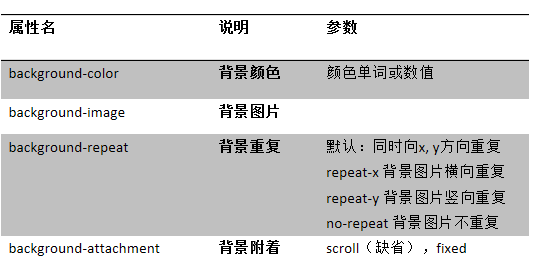 属性名 说明 参数
background-color 背景颜色 颜色单词或数值
background-image 背景图片
background-repeat 背景重复 默认：同时向x, y方向重复
repeat-x 背景图片横向重复
repeat-y 背景图片竖向重复
no-repeat 背景图片不重复
background-attachment 背景附着 scroll（缺省）, fixed